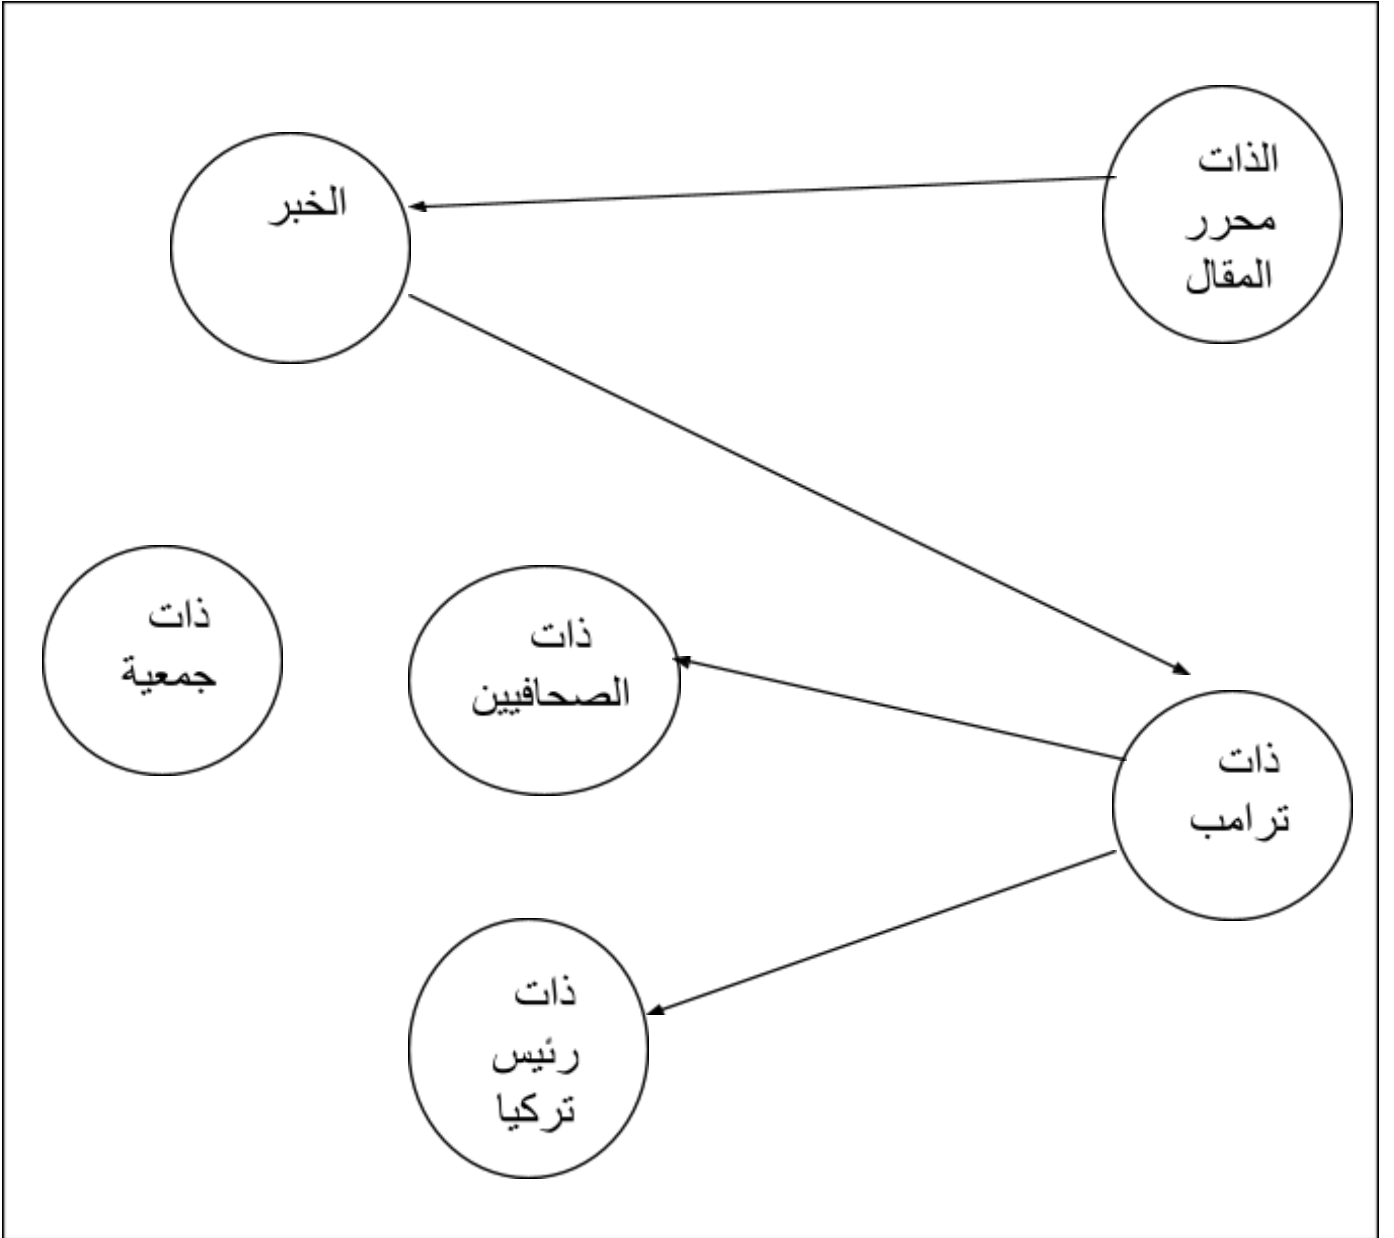 الذات
محرر
المقال
الخبر
ذات
الصحافيين
ذات
جمعية
ذات
ترامب
ذات
رئيس
تركيا